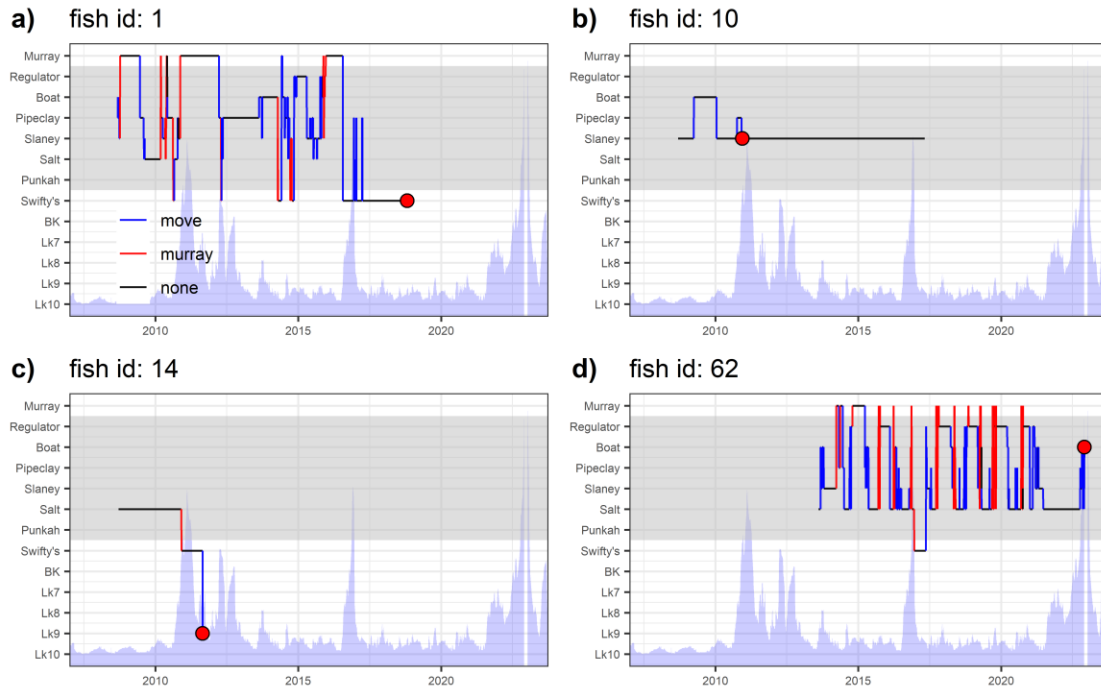 a) fish id: 1
Murray
Regulator
Boat
Pipeclay
Slaney
Salt
Punkah
Swifty's
BK
Lk7
Lk8
Lk9
Lk10
move
murray
none
2010 2015 2020
b) fish id: 10
Murray
Regulator
Boat
Pipeclay
Slaney
Salt
Punkah
Swifty's
BK
Lk7
Lk8
Lk9
Lk10
2010 2015 2020
c) fish id: 14
Murray
Regulator
Boat
Pipeclay
Slaney
Salt
Punkah
Swifty's
BK
Lk7
Lk8
Lk9
Lk10
2010 2015 2020
d) fish id: 62
Murray
Regulator
Boat
Pipeclay
Slaney
Salt
Punkah
Swifty's
BK
Lk7
Lk8
Lk9
Lk10
2010 2015 2020